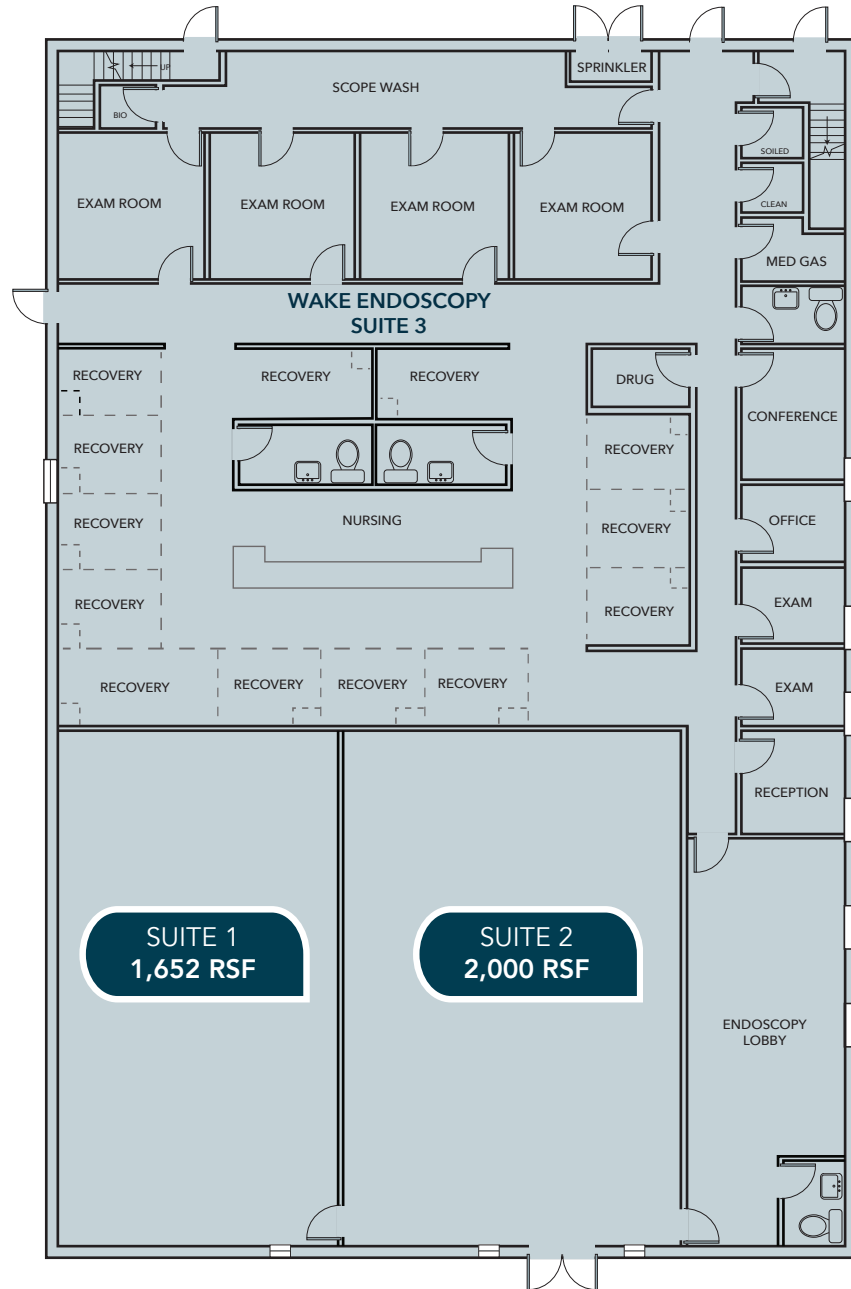 UP
SPRINKLER
SCOPE WASH
BIO
SOILED
EXAM ROOM
EXAM ROOM
EXAM ROOM
EXAM ROOM
CLEAN
MED GAS
WAKE ENDOSCOPY
SUITE 3
RECOVERY
RECOVERY
RECOVERY
DRUG
CONFERENCE
RECOVERY
RECOVERY
RECOVERY
NURSING
RECOVERY
OFFICE
RECOVERY
RECOVERY
EXAM
RECOVERY
RECOVERY
RECOVERY
RECOVERY
EXAM
RECEPTION
SUITE 1
1,652 RSF
SUITE 2
2,000 RSF
ENDOSCOPY
LOBBY